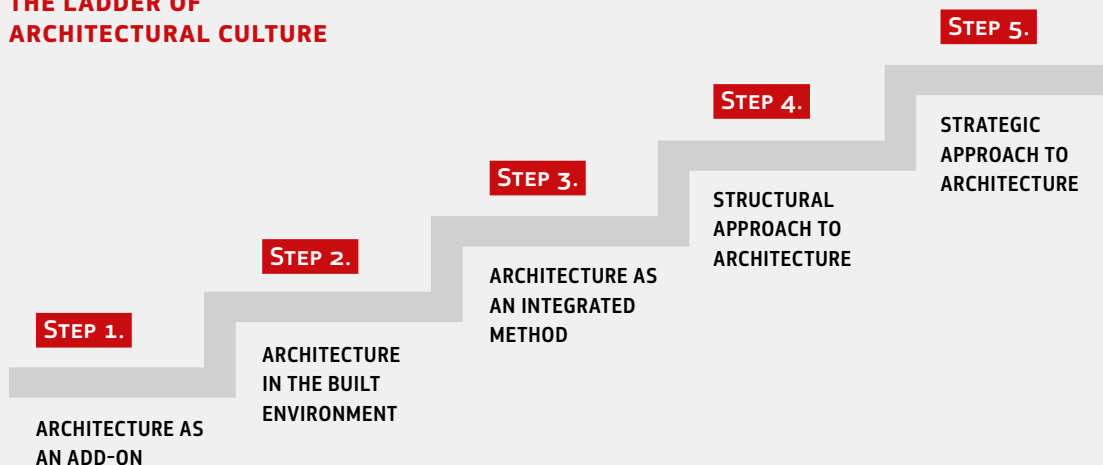 THE LADDER OF
ARCHITECTURAL CULTURE
STEP 1.
ARCHITECTURE AS
AN ADD-ON
STEP 2.
ARCHITECTURE
IN THE BUILT
ENVIRONMENT
STEP 3.
ARCHITECTURE AS
AN INTEGRATED
METHOD
STEP 4.
STRUCTURAL
APPROACH TO
ARCHITECTURE
STEP 5.
STRATEGIC
APPROACH TO
ARCHITECTURE